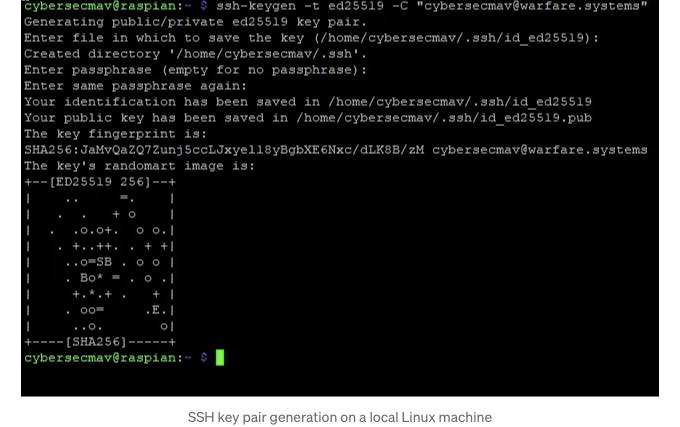 cybersecmav@raspian:~ $ ssh-keygen -t ed25519 -C "cybersecmav@warfare.systems"
Generating public/private ed25519 key pair.
Enter file in which to save the key (/home/cybersecmav/.ssh/id_ed25519):
Created directory '/home/cybersecmav/.ssh'.
Enter passphrase (empty for no passphrase):
Enter same passphrase again:
Your identification has been saved in /home/cybersecmav/.ssh/id_ed25519
Your public key has been saved in /home/cybersecmav/.ssh/id_ed25519.pub
The key fingerprint is:
SHA256:JaMvQaZQ7Zunj5ccLJxyell8yBgbXE6Nxc/dLK8B/zM cybersecmav@warfare.systems
The key's randomart image is:
+--[ED25519 256]--+
|    ..     =.    |
|   .  .   + o    |
|  .  .o.o+.  o o.|
|   . +..++. . + +|
|    ..o=SB . o o |
|    . Bo* = . o .|
|     +.*.+ .   + |
|    . oo=     .E.|
|     ..o.       o|
+----[SHA256]-----+
cybersecmav@raspian:~ $
SSH key pair generation on a local Linux machine